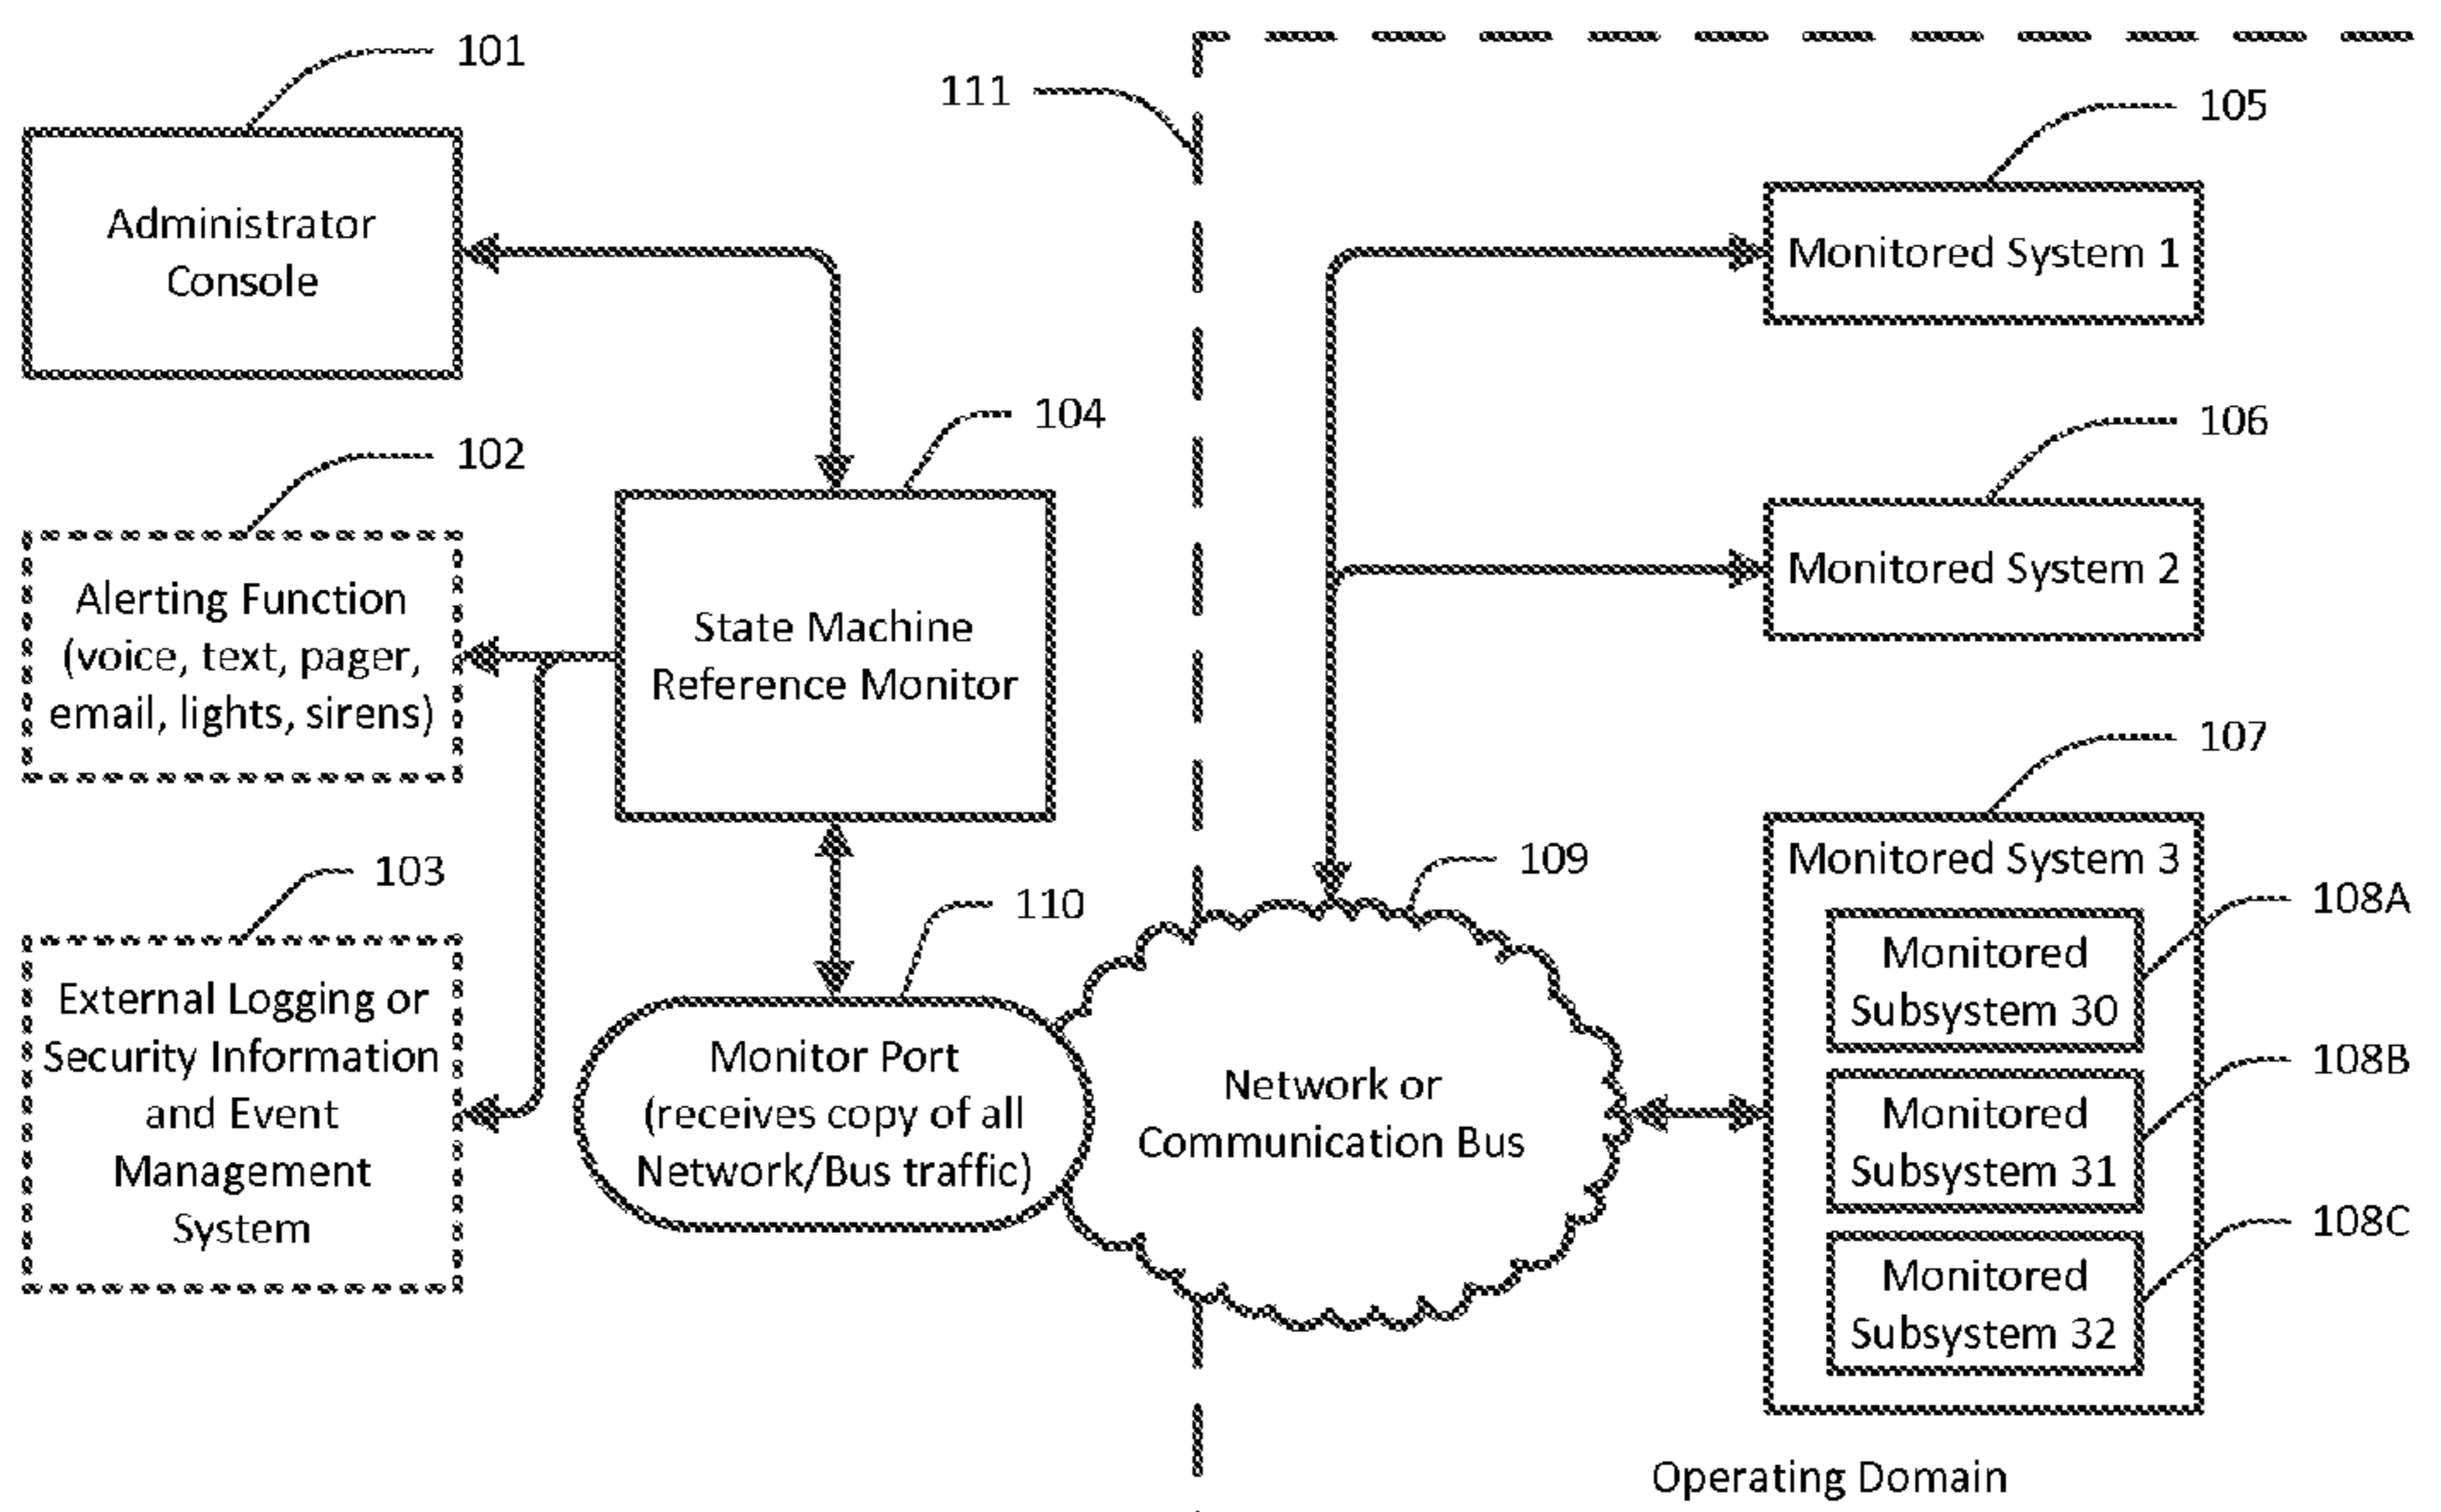 101
111
105
Administrator
Console
Monitored System 1
104
102
106
Alerting Function
(voice, text, pager,
email, lights, sirens)
State Machine
Reference Monitor
Monitored System 2
107
103
110
109
Monitored System 3
108A
Monitored
Subsystem 30
External Logging or
Security Information
and Event
Management
System
Monitor Port
(receives copy of all
Network/Bus traffic)
Network or
Communication Bus
108B
Monitored
Subsystem 31
108C
Monitored
Subsystem 32
Operating Domain